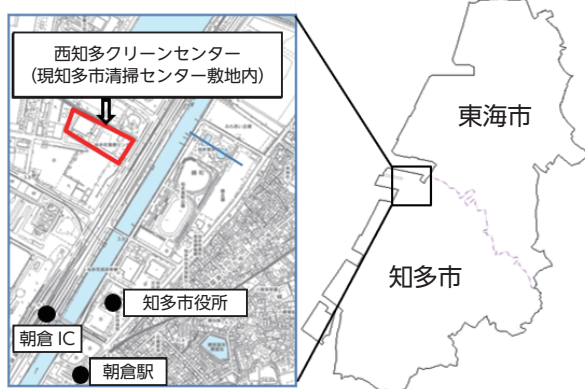 西知多クリーンセンター
（現知多市清掃センター敷地内）
東海市
知多市
知多市役所
朝倉 IC
朝倉駅